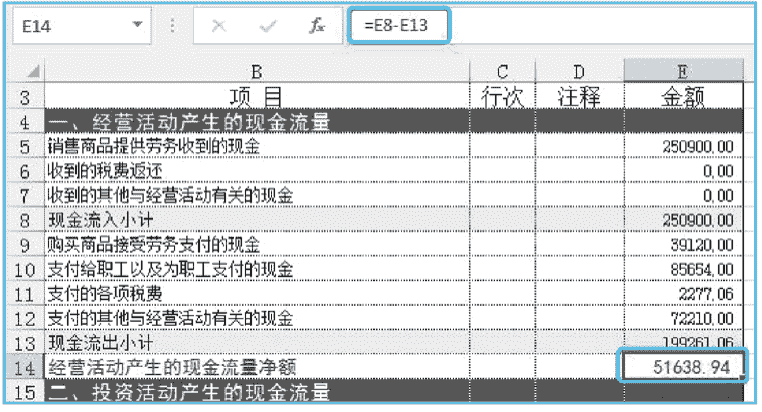 E14 fx =E8-E13
B C D E
3 项 目 行次 注释 金额
4 一、经营活动产生的现金流量
5 销售商品提供劳务收到的现金 250900.00
6 收到的税费返还 0.00
7 收到的其他与经营活动有关的现金 0.00
8 现金流入小计 250900.00
9 购买商品接受劳务支付的现金 39120.00
10 支付给职工以及为职工支付的现金 85654.00
11 支付的各项税费 2277.06
12 支付的其他与经营活动有关的现金 72210.00
13 现金流出小计 199261.06
14 经营活动产生的现金流量净额 51638.94
15 二、投资活动产生的现金流量